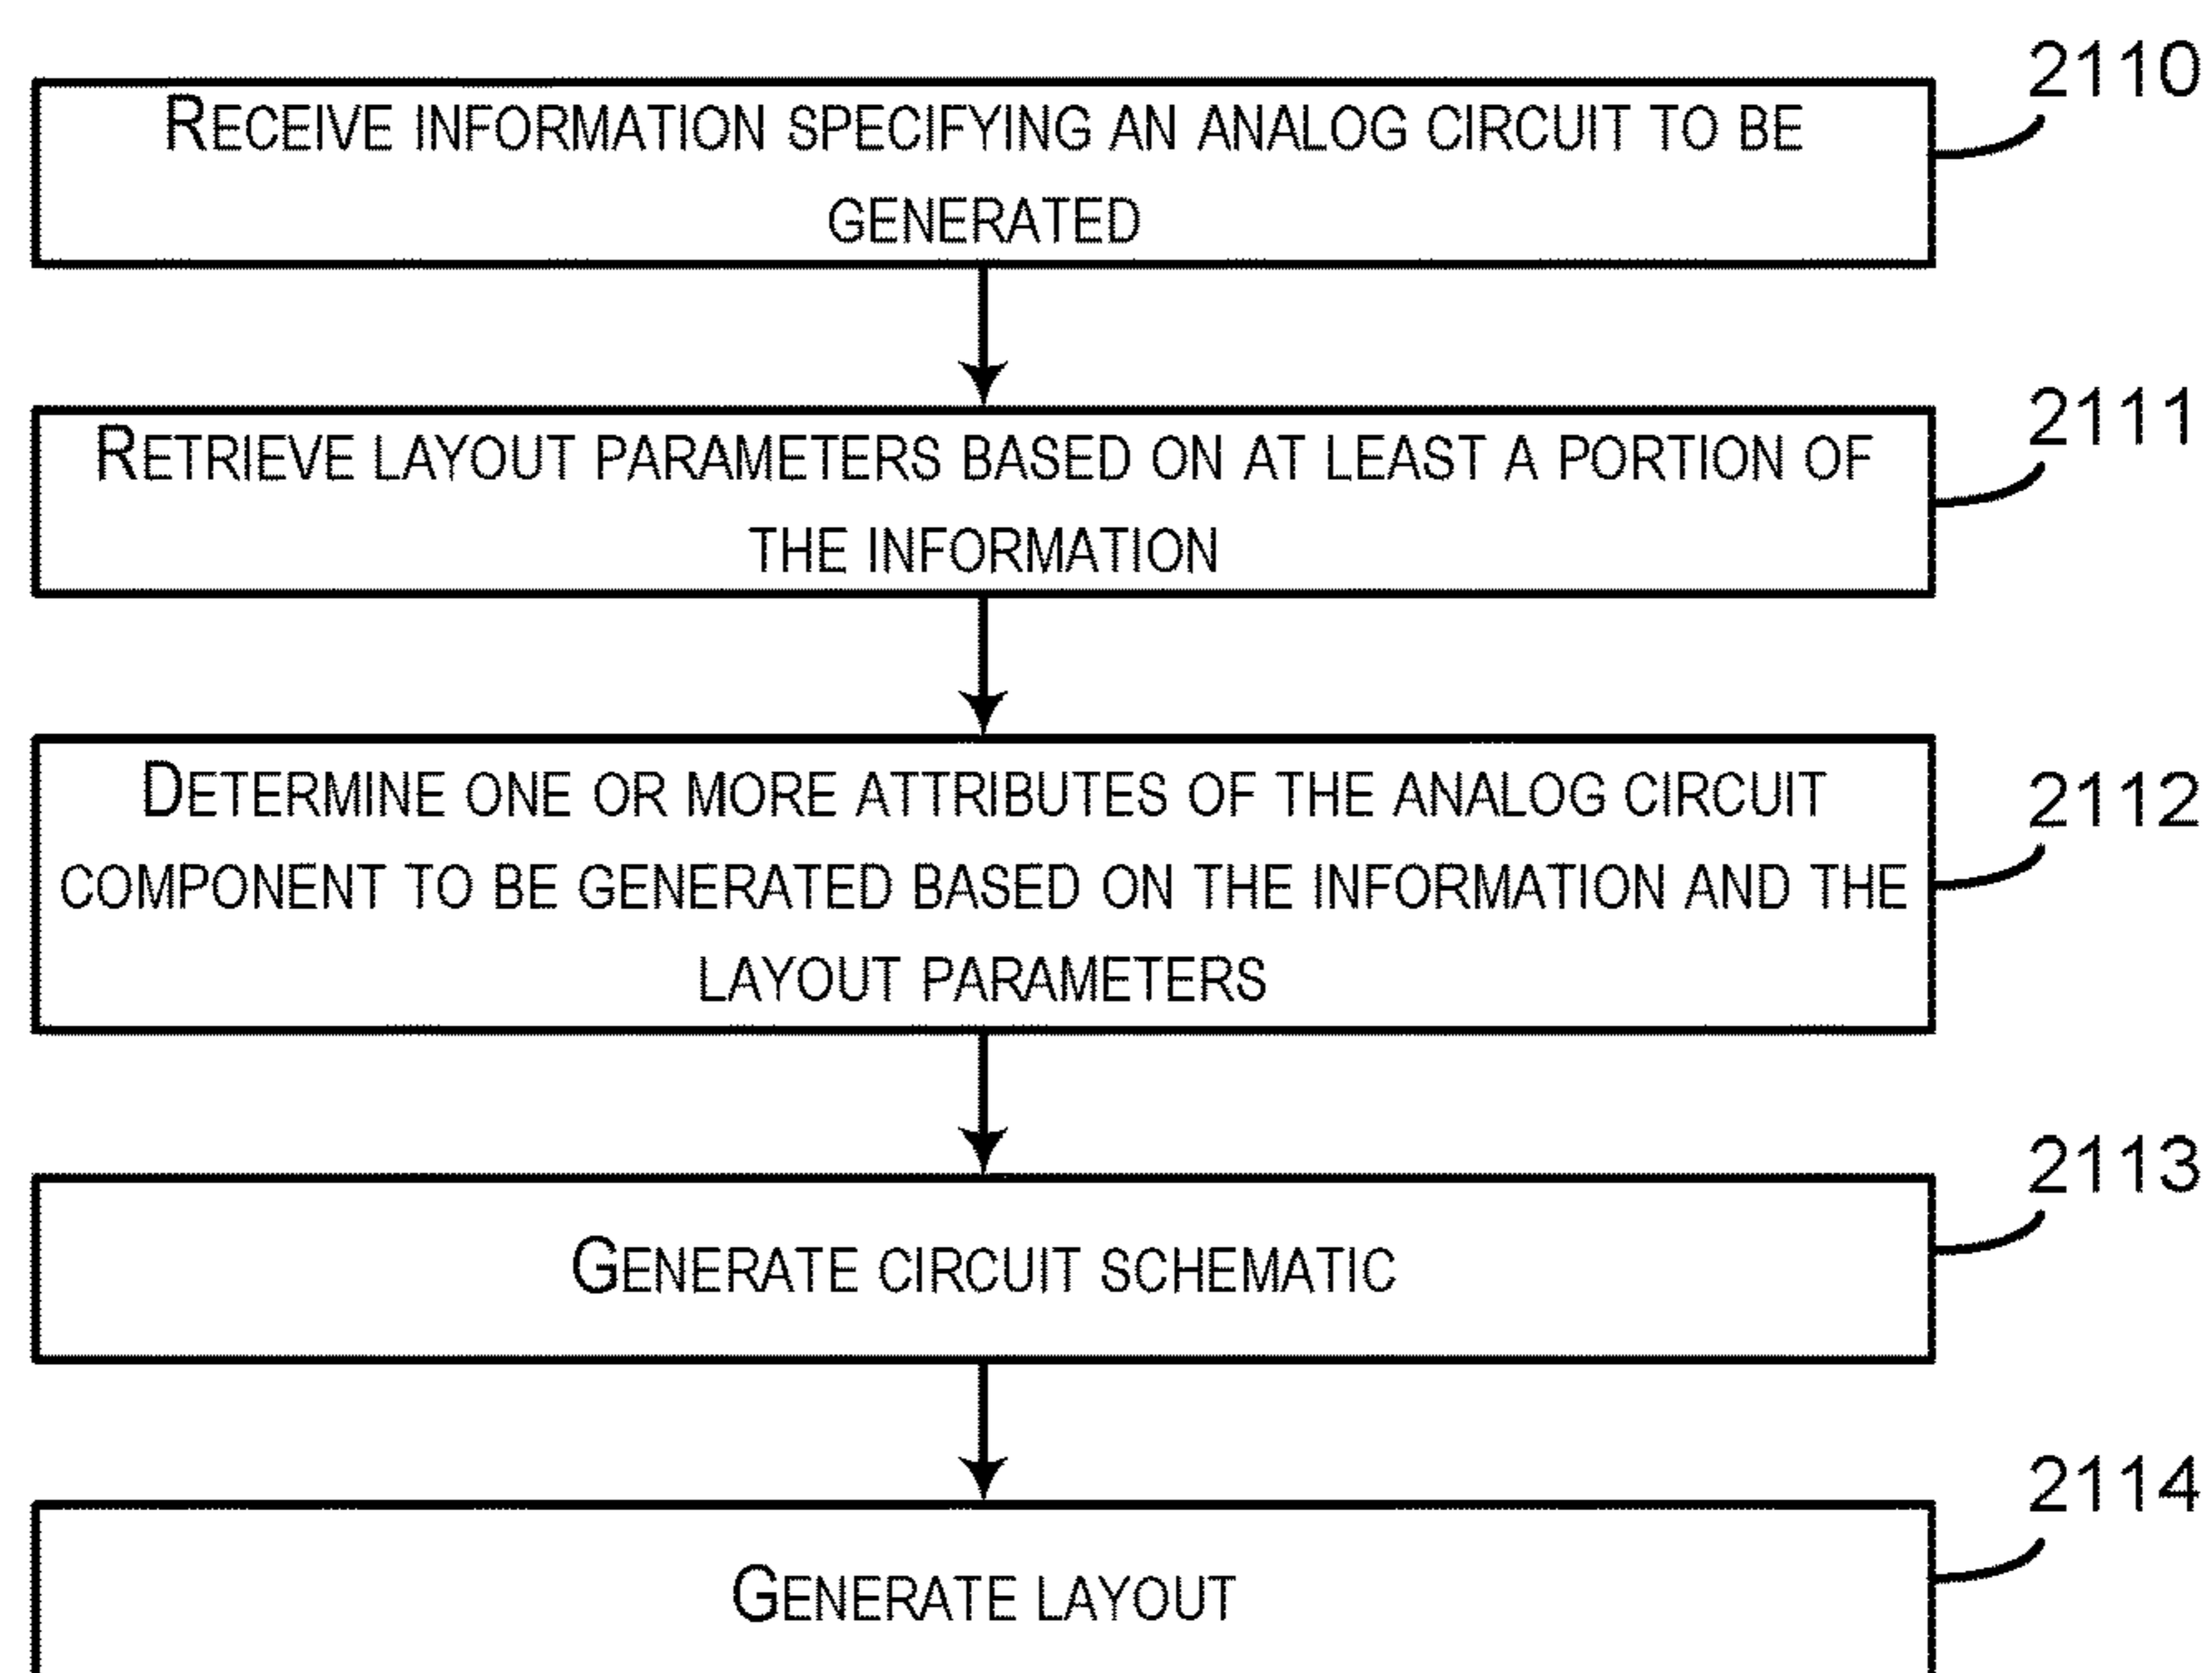 2110
RECEIVE INFORMATION SPECIFYING AN ANALOG CIRCUIT TO BE
GENERATED
2111
RETRIEVE LAYOUT PARAMETERS BASED ON AT LEAST A PORTION OF
THE INFORMATION
2112
DETERMINE ONE OR MORE ATTRIBUTES OF THE ANALOG CIRCUIT
COMPONENT TO BE GENERATED BASED ON THE INFORMATION AND THE
LAYOUT PARAMETERS
2113
GENERATE CIRCUIT SCHEMATIC
2114
GENERATE LAYOUT